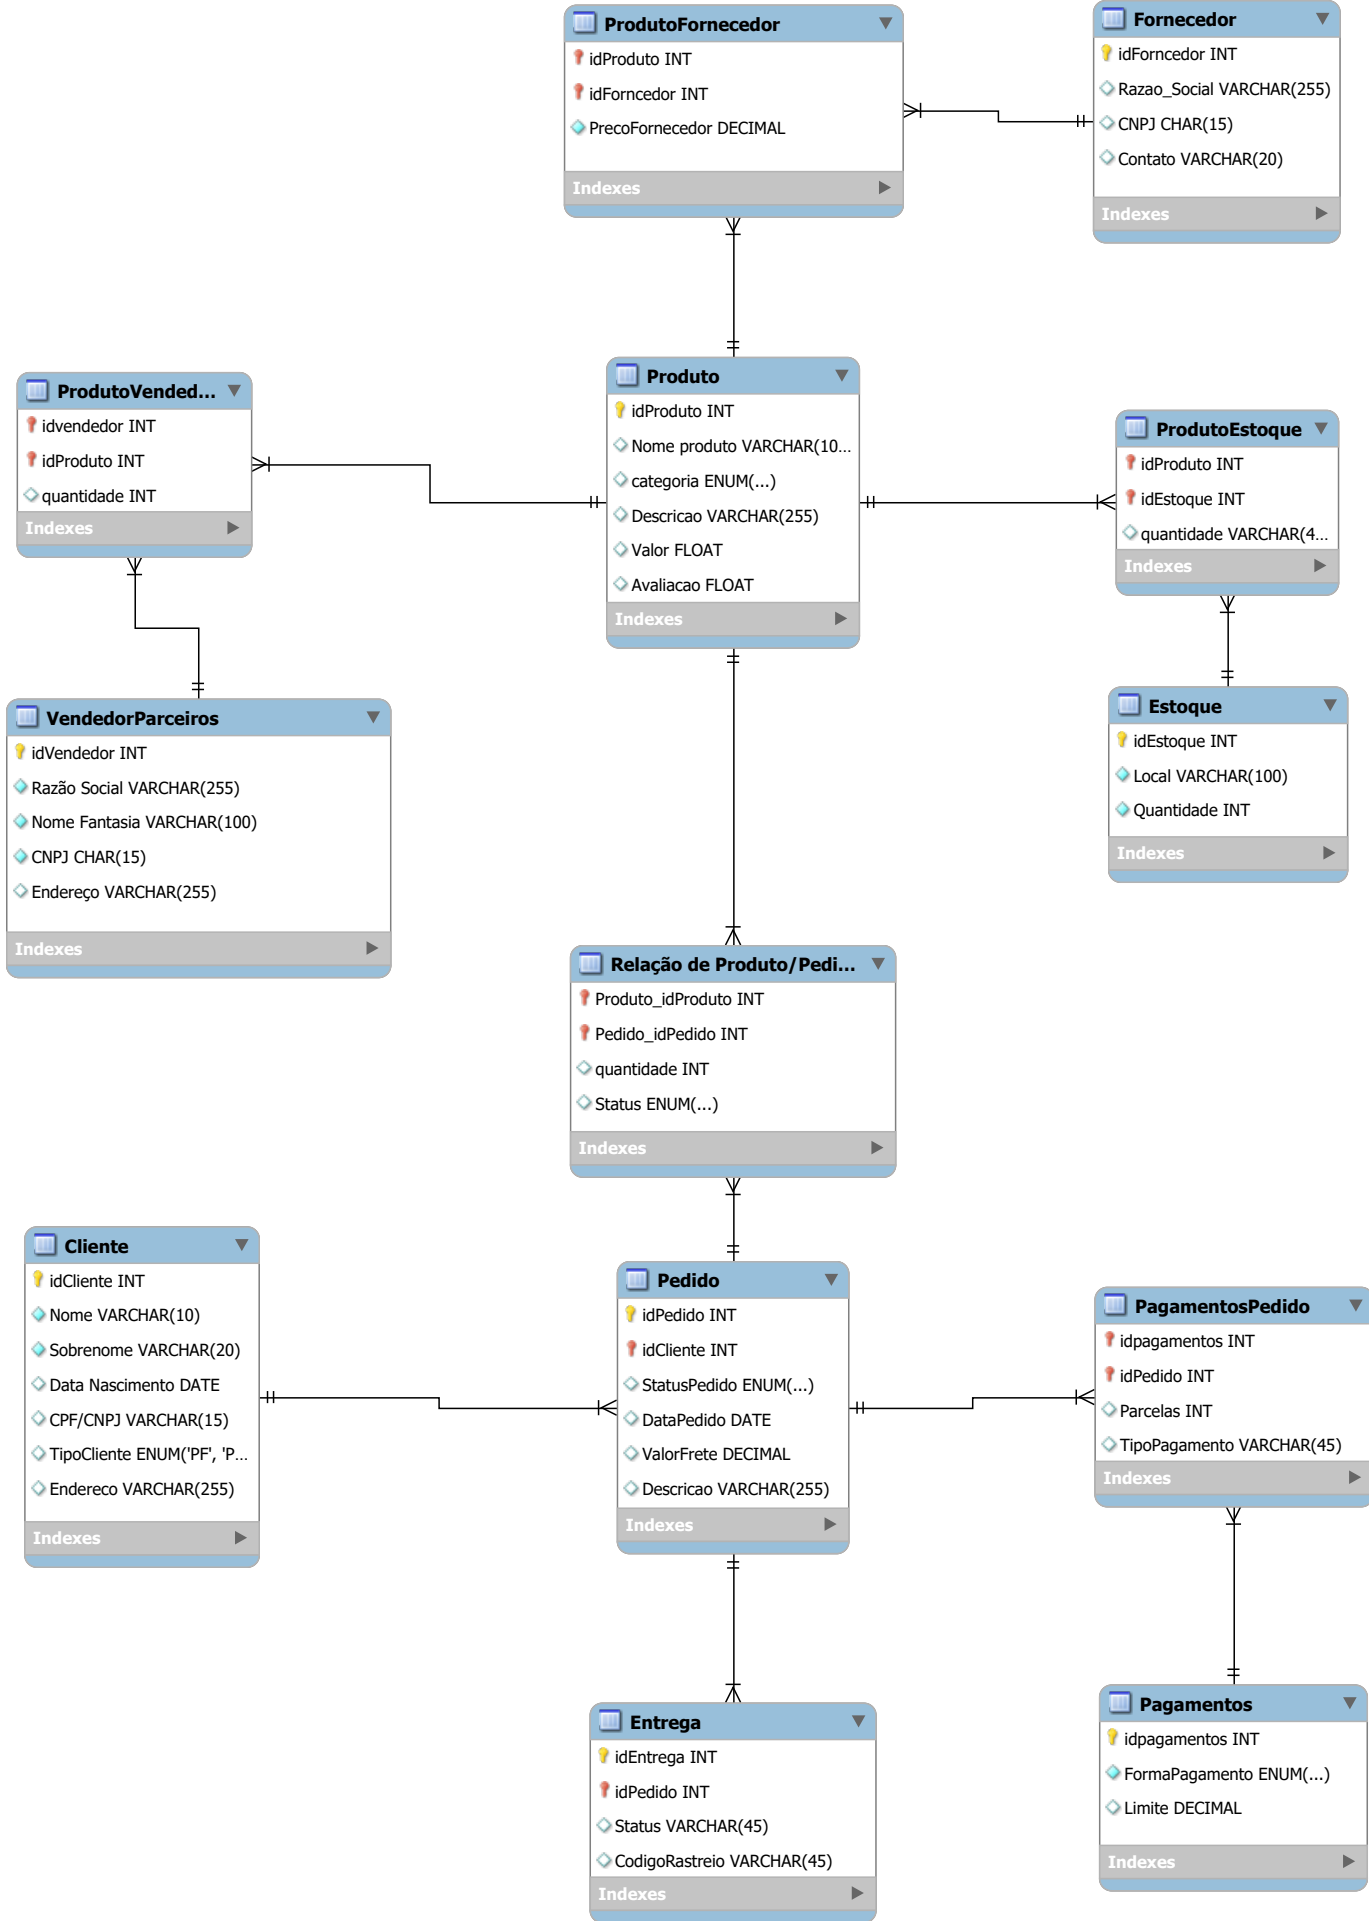 ProdutoFornecedor
idProduto INT
idForncedor INT
PrecoFornecedor DECIMAL
Indexes
Fornecedor
idForncedor INT
Razao_Social VARCHAR(255)
CNPJ CHAR(15)
Contato VARCHAR(20)
Indexes
ProdutoVended...
idvendedor INT
idProduto INT
quantidade INT
Indexes
Produto
idProduto INT
Nome produto VARCHAR(10...
categoria ENUM(...)
Descricao VARCHAR(255)
Valor FLOAT
Avaliacao FLOAT
Indexes
ProdutoEstoque
idProduto INT
idEstoque INT
quantidade VARCHAR(4...
Indexes
VendedorParceiros
idVendedor INT
Razão Social VARCHAR(255)
Nome Fantasia VARCHAR(100)
CNPJ CHAR(15)
Endereço VARCHAR(255)
Indexes
Estoque
idEstoque INT
Local VARCHAR(100)
Quantidade INT
Indexes
Relação de Produto/Pedi...
Produto_idProduto INT
Pedido_idPedido INT
quantidade INT
Status ENUM(...)
Indexes
Cliente
idCliente INT
Nome VARCHAR(10)
Sobrenome VARCHAR(20)
Data Nascimento DATE
CPF/CNPJ VARCHAR(15)
TipoCliente ENUM('PF', 'P...
Endereco VARCHAR(255)
Indexes
Pedido
idPedido INT
idCliente INT
StatusPedido ENUM(...)
DataPedido DATE
ValorFrete DECIMAL
Descricao VARCHAR(255)
Indexes
PagamentosPedido
idpagamentos INT
idPedido INT
Parcelas INT
TipoPagamento VARCHAR(45)
Indexes
Entrega
idEntrega INT
idPedido INT
Status VARCHAR(45)
CodigoRastreio VARCHAR(45)
Indexes
Pagamentos
idpagamentos INT
FormaPagamento ENUM(...)
Limite DECIMAL
Indexes